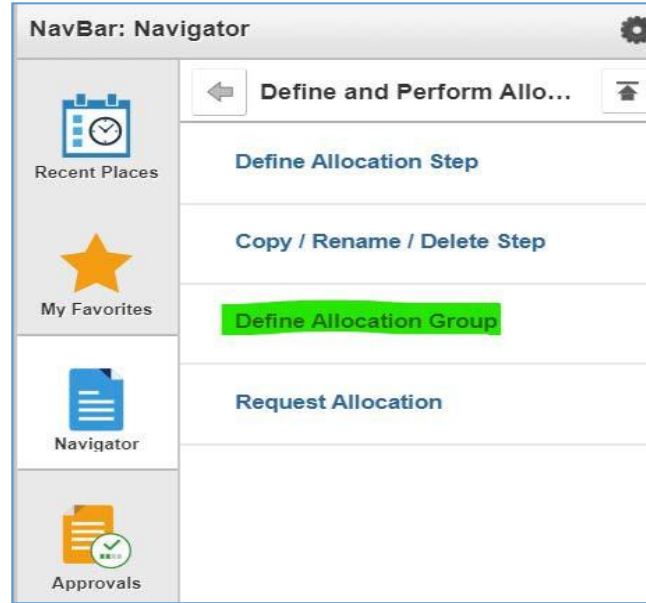 NavBar: Navigator
Define and Perform Allo...
Recent Places
Define Allocation Step
Copy / Rename / Delete Step
My Favorites
Define Allocation Group
Request Allocation
Navigator
Approvals